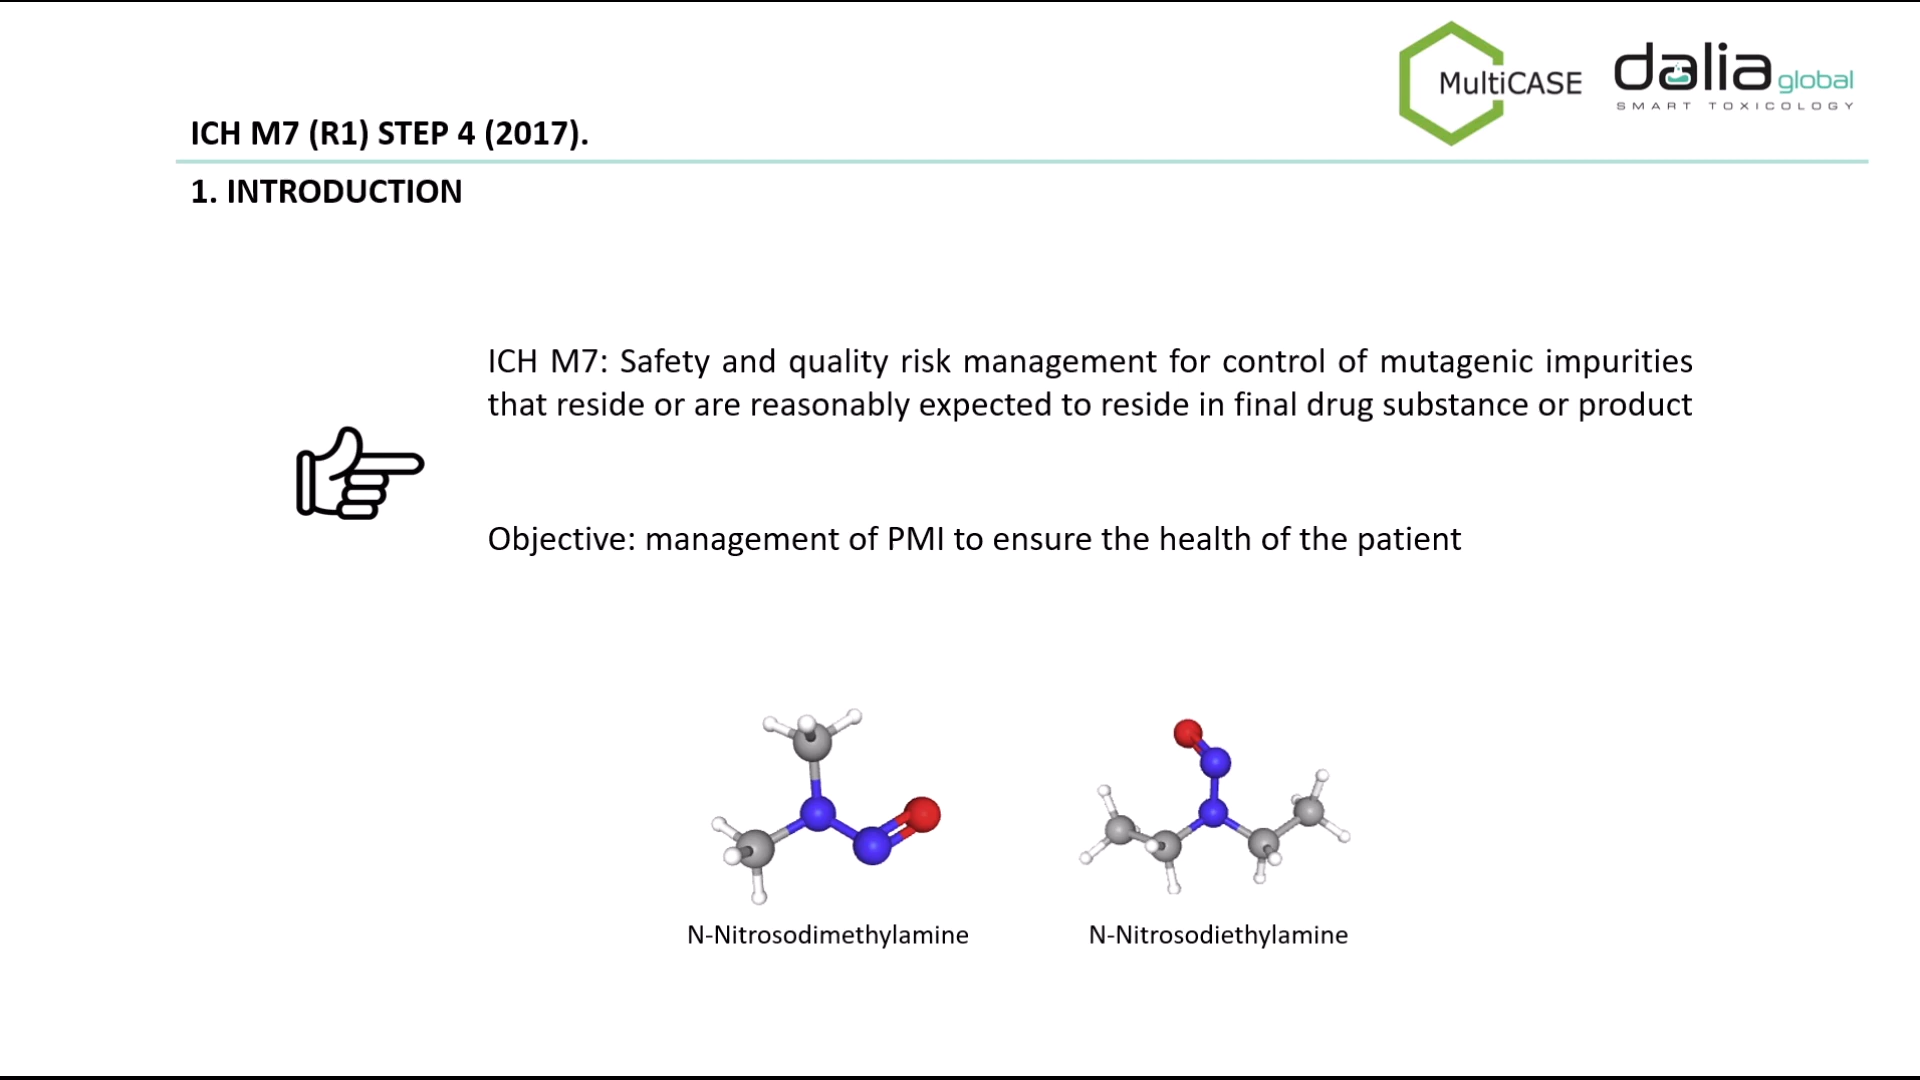 MultiCASE
dalia global
SMART TOXICOLOGY
ICH M7 (R1) STEP 4 (2017).
1. INTRODUCTION
ICH M7: Safety and quality risk management for control of mutagenic impurities
that reside or are reasonably expected to reside in final drug substance or product
Objective: management of PMI to ensure the health of the patient
N-Nitrosodimethylamine
N-Nitrosodiethylamine